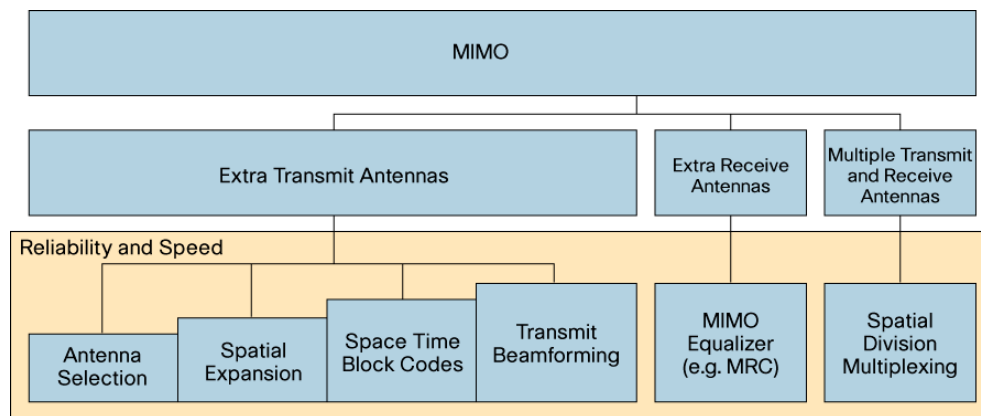 MIMO
Extra Transmit Antennas
Extra Receive
Antennas
Multiple Transmit
and Receive
Antennas
Reliability and Speed
Antenna
Selection
Spatial
Expansion
Space Time
Block Codes
Transmit
Beamforming
MIMO
Equalizer
(e.g. MRC)
Spatial
Division
Multiplexing